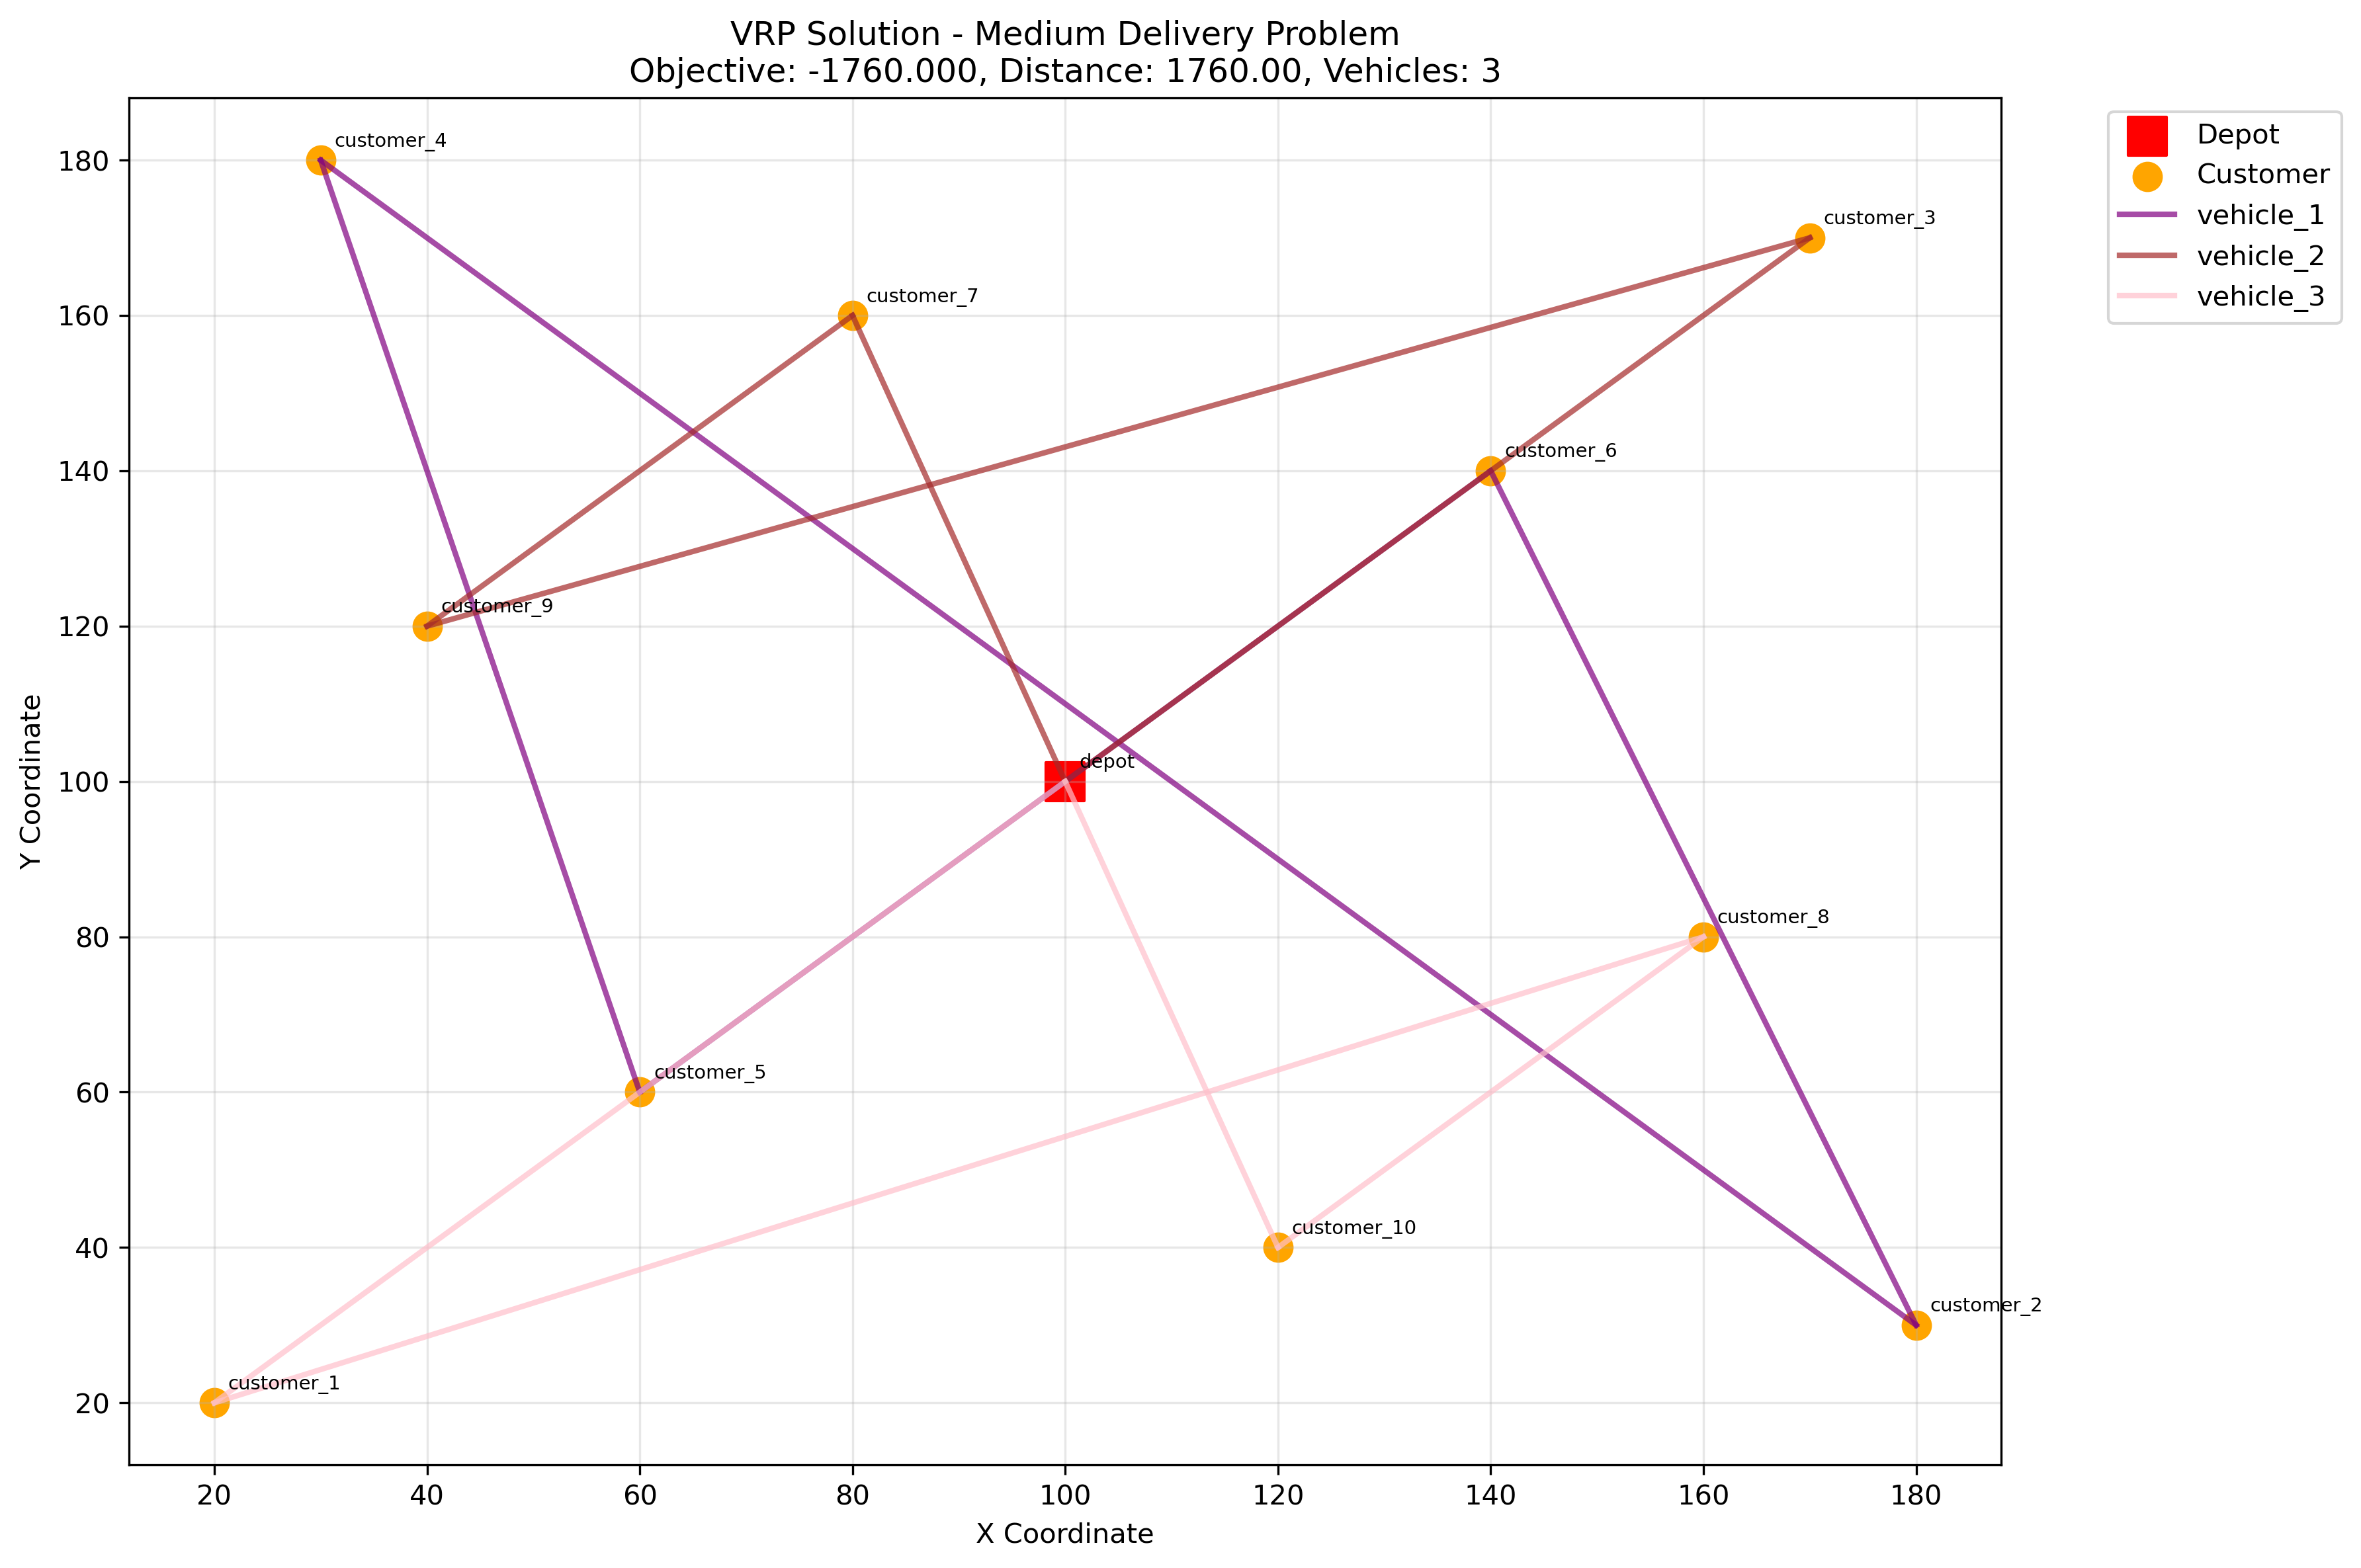 VRP Solution - Medium Delivery Problem
Objective: -1760.000, Distance: 1760.00, Vehicles: 3
Depot
Customer
vehicle_1
vehicle_2
vehicle_3
customer_4
customer_3
customer_7
customer_6
customer_9
depot
customer_8
customer_5
customer_10
customer_2
customer_1
Y Coordinate
180
160
140
120
100
80
60
40
20
20 40 60 80 100 120 140 160 180
X Coordinate